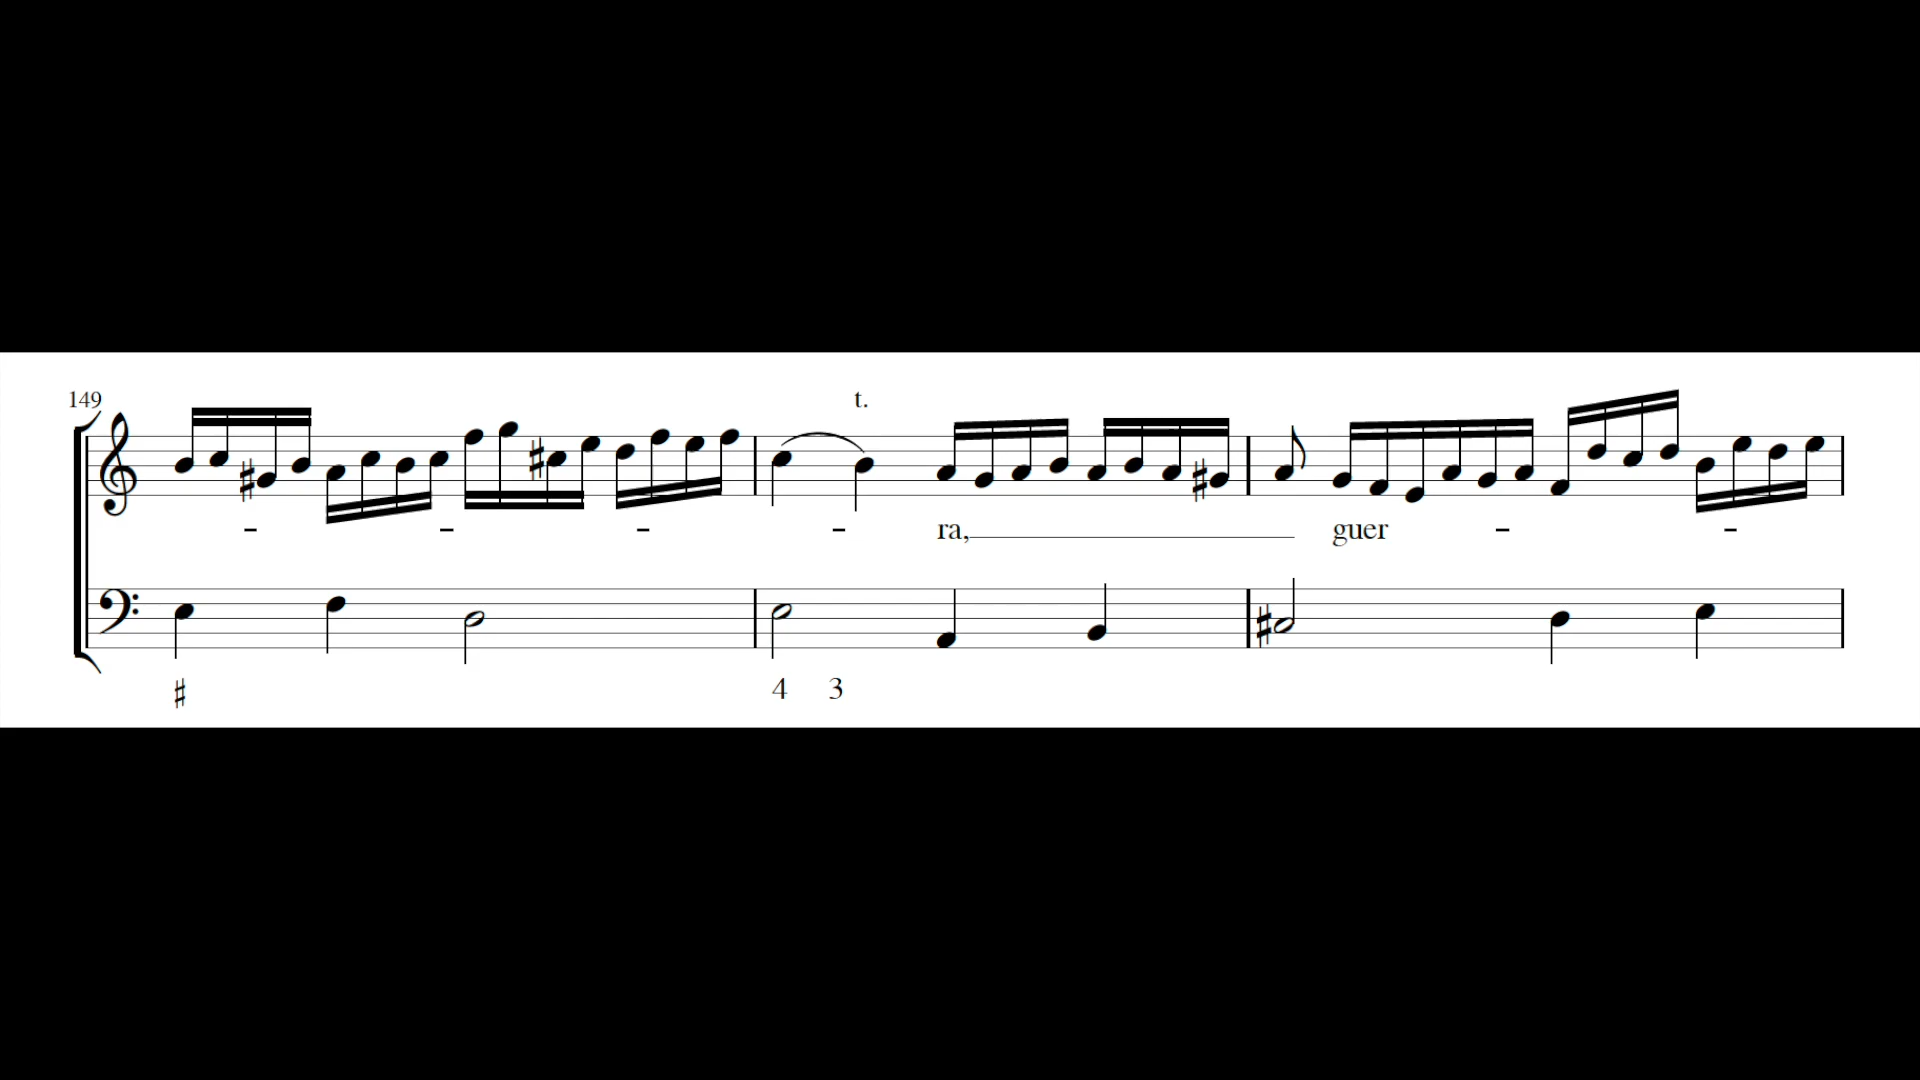 149
t.
- - - - ra, guer - -
♯
4 3